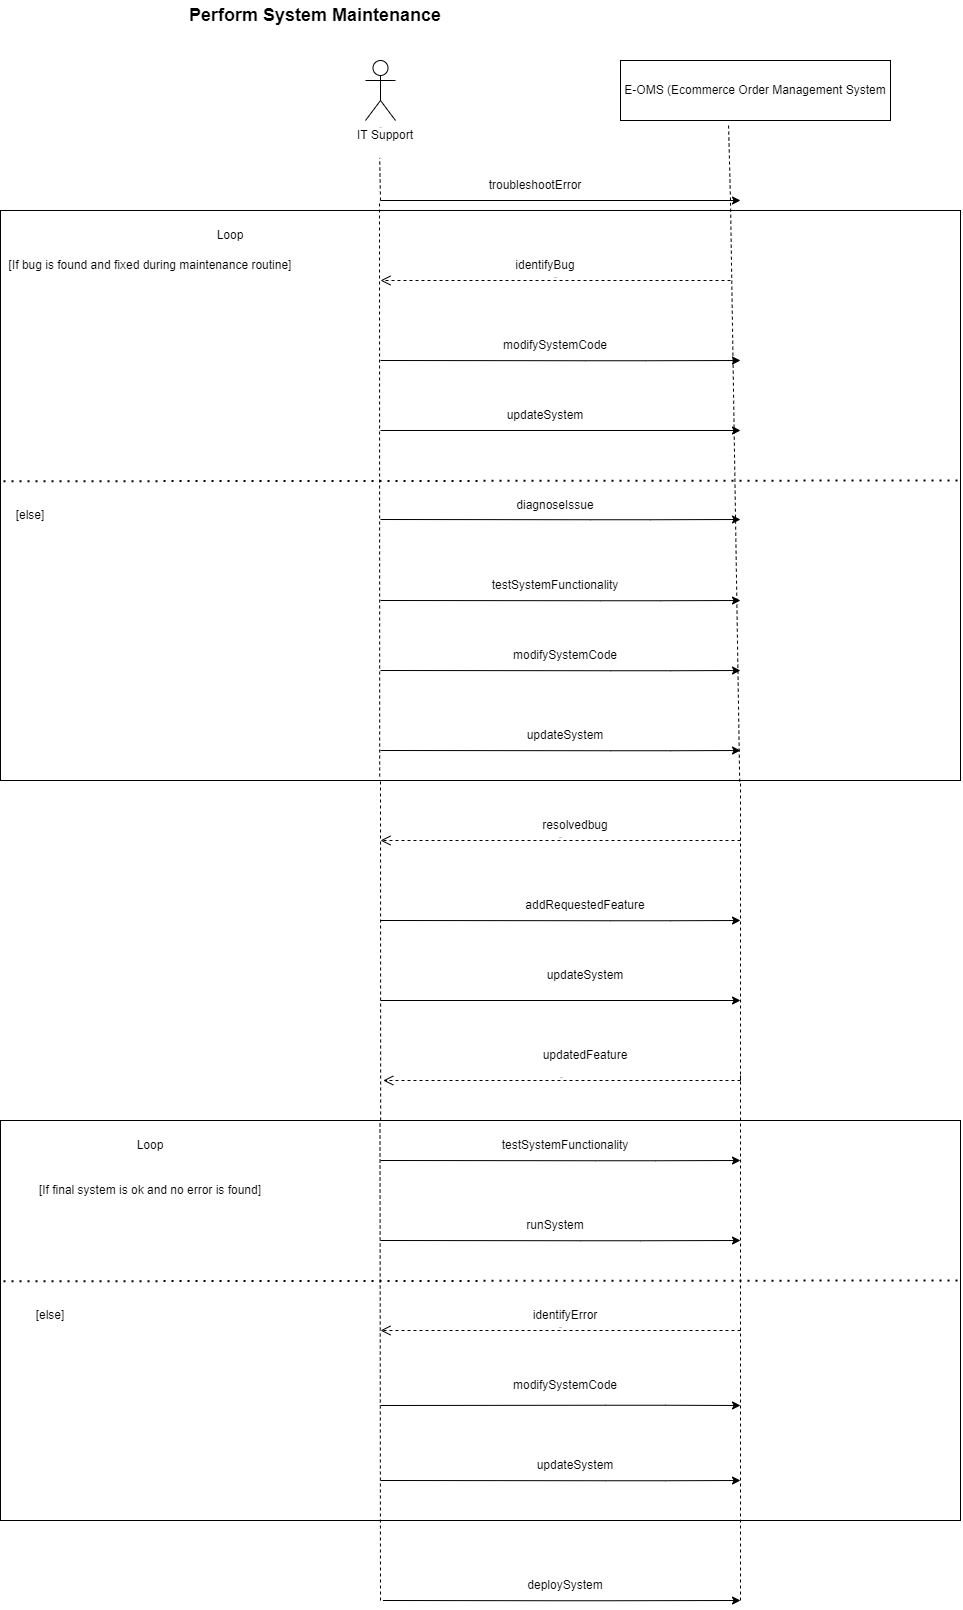 Perform System Maintenance
E-OMS (Ecommerce Order Management System
IT Support
troubleshootError
Loop
[If bug is found and fixed during maintenance routine]
identifyBug
modifySystemCode
updateSystem
diagnoseIssue
[else]
testSystemFunctionality
modifySystemCode
updateSystem
resolvedbug
addRequestedFeature
updateSystem
updatedFeature
Loop
testSystemFunctionality
[If final system is ok and no error is found]
runSystem
[else]
identifyError
modifySystemCode
updateSystem
deploySystem